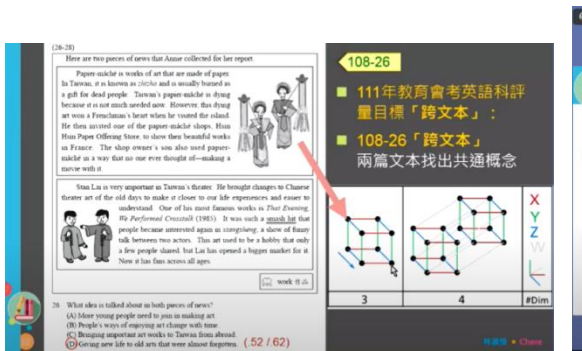 (26-28)
Here are two pieces of news that Annie collected for her report.
Paper-mâché is works of art that are made of paper.
In Taiwan, it is known as zhizha and is usually burned as
a gift for dead people. Taiwan's paper-mâché is dying
because it is not much needed now. However, this dying
art won a Frenchman's heart when he visited the island.
He then invited one of the paper-mâché shops, Hsin
Hsin Paper Offering Store, to show their beautiful works
in France. The shop owner's son also used paper-
mâché in a way that no one ever thought of—making a
movie with it.
Stan Lai is very important in Taiwan's theater. He brought changes to Chinese
theater art of the old days to make it closer to our life experiences and easier to
understand. One of his most famous works is That Evening,
We Performed Crosstalk (1985). It was such a smash hit that
people became interested again in xiangsheng, a show of funny
talk between two actors. This art used to be a hobby that only
a few people shared, but Lai has opened a bigger market for it.
Now it has fans across all ages.
work 作品
28. What idea is talked about in both pieces of news?
(A) More young people need to join in making art.
(B) People's ways of enjoying art change with time.
(C) Bringing important art works to Taiwan from abroad.
(D) Giving new life to old arts that were almost forgotten. (.52 /.62)
108-26
111年教育會考英語科評
量目標「跨文本」:
108-26「跨文本」
兩篇文本找出共通概念
X
Y
Z
W
3
4
#Dim